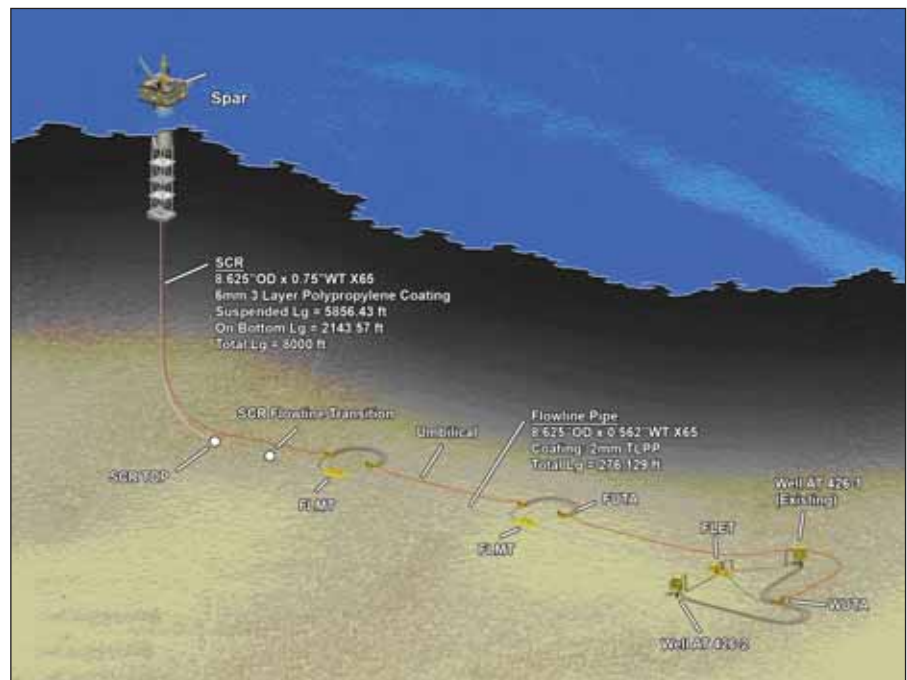 Spar
SCR
8.625"OD x 0.75"WT X65
6mm 3 Layer Polypropylene Coating
Suspended Lg = 5856.43 ft
On Bottom Lg = 2143.57 ft
Total Lg = 8000 ft
SCR Flowline Transition
Umbilical
Flowline Pipe
8.625"OD x 0.562"WT X65
Coating: 2mm TLPP
Total Lg = 276,129 ft
SCR TDP
FLMT
FLMT
FUTA
Well AT 426-1
(Existing)
FLET
WUTA
Well AT 426-2